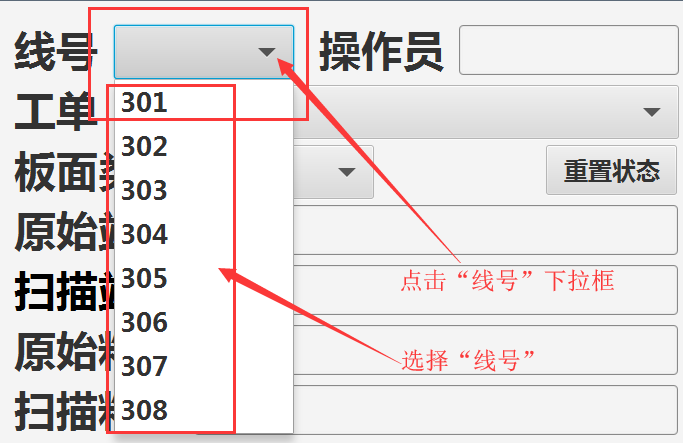 线号 操作员
工单 301
302
板面 重置状态
303
原始 304
扫描 305
点击“线号”下拉框
306
原始 307
选择“线号”
扫描 308